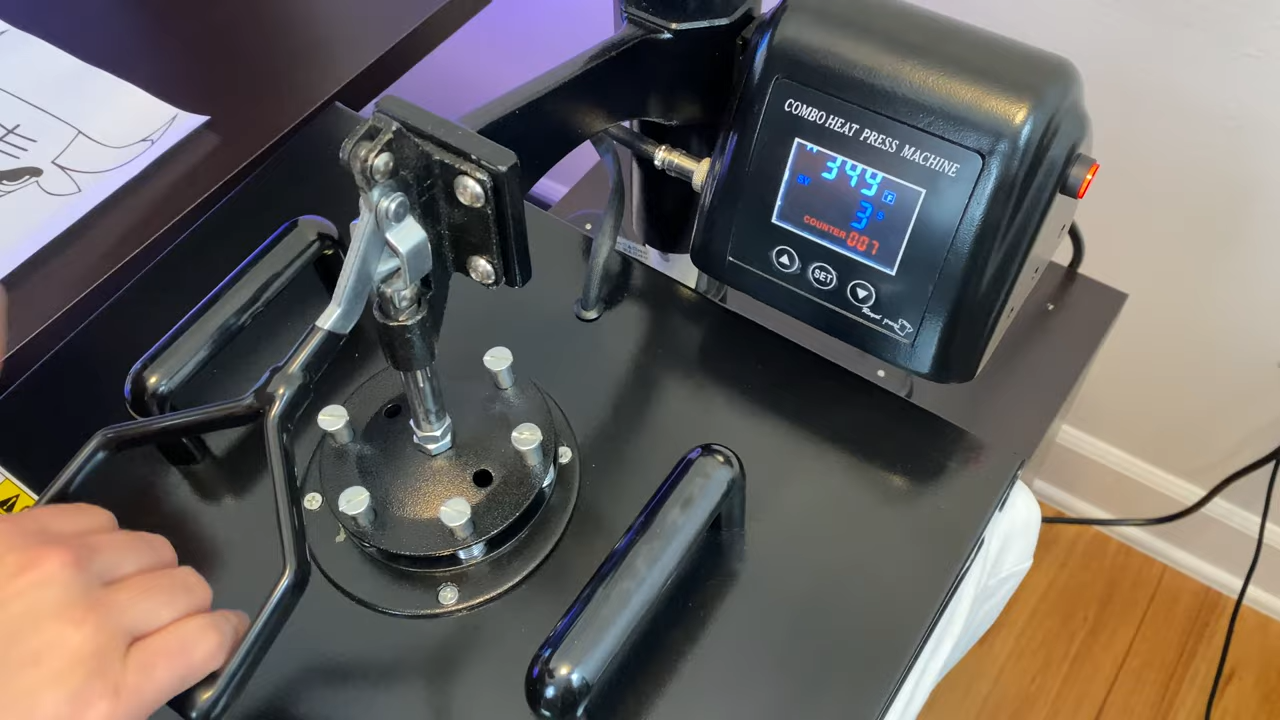 COMBO HEAT PRESS MACHINE
349 F
3 S
COUNTER 007
SET